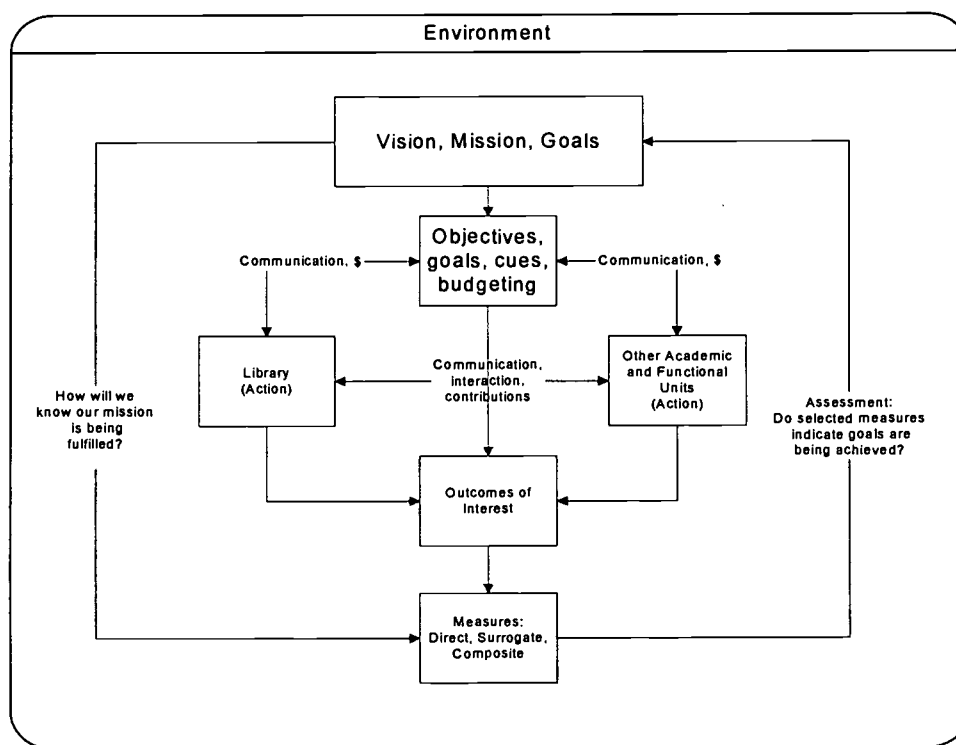 Environment
Vision, Mission, Goals
Objectives,
goals, cues,
budgeting
Communication, $
Communication, $
Library
(Action)
Communication,
interaction,
contributions
Other Academic
and Functional
Units
(Action)
How will we
know our mission
is being
fulfilled?
Assessment:
Do selected measures
indicate goals are
being achieved?
Outcomes of
Interest
Measures:
Direct, Surrogate,
Composite